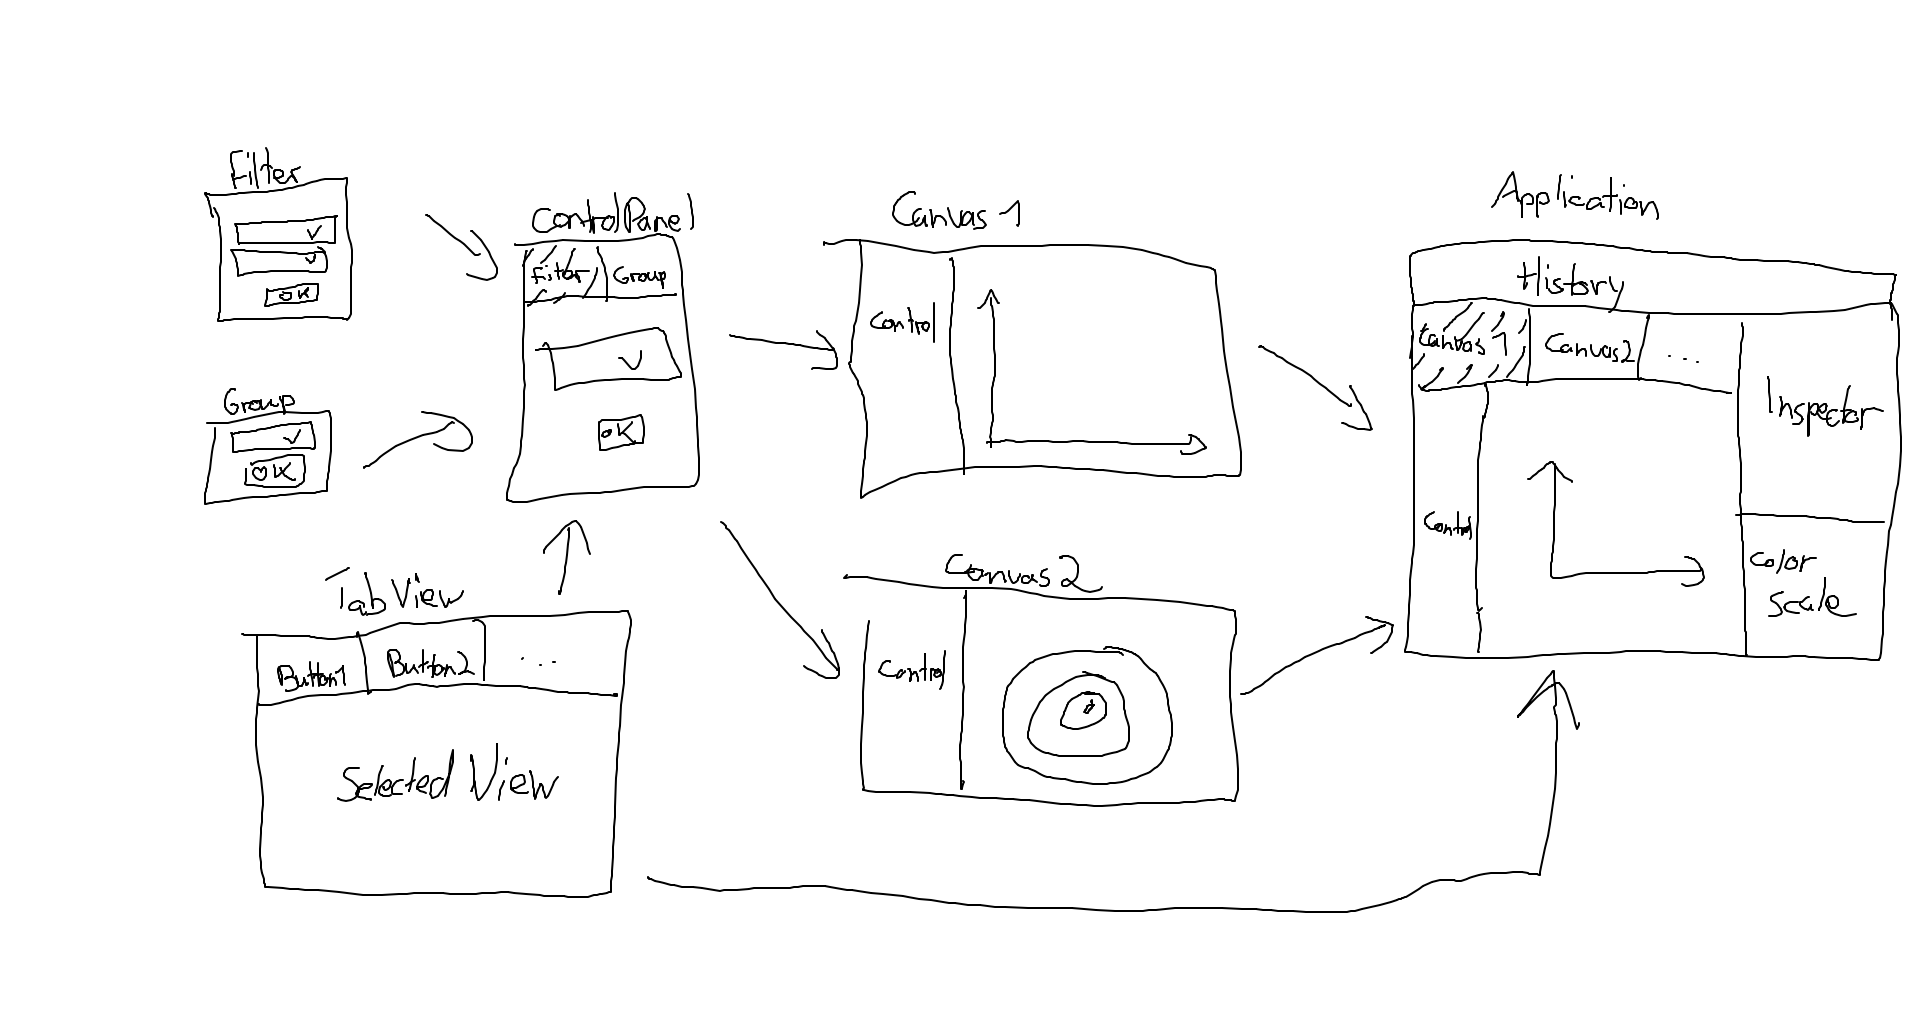 Filter
OK
Group
OK
TabView
Button1
Button2
...
Selected View
ControlPanel
Filter
Group
OK
Canvas 1
Control
Canvas 2
Control
Application
History
Canvas 1
Canvas2
...
Control
Inspector
Color
Scale